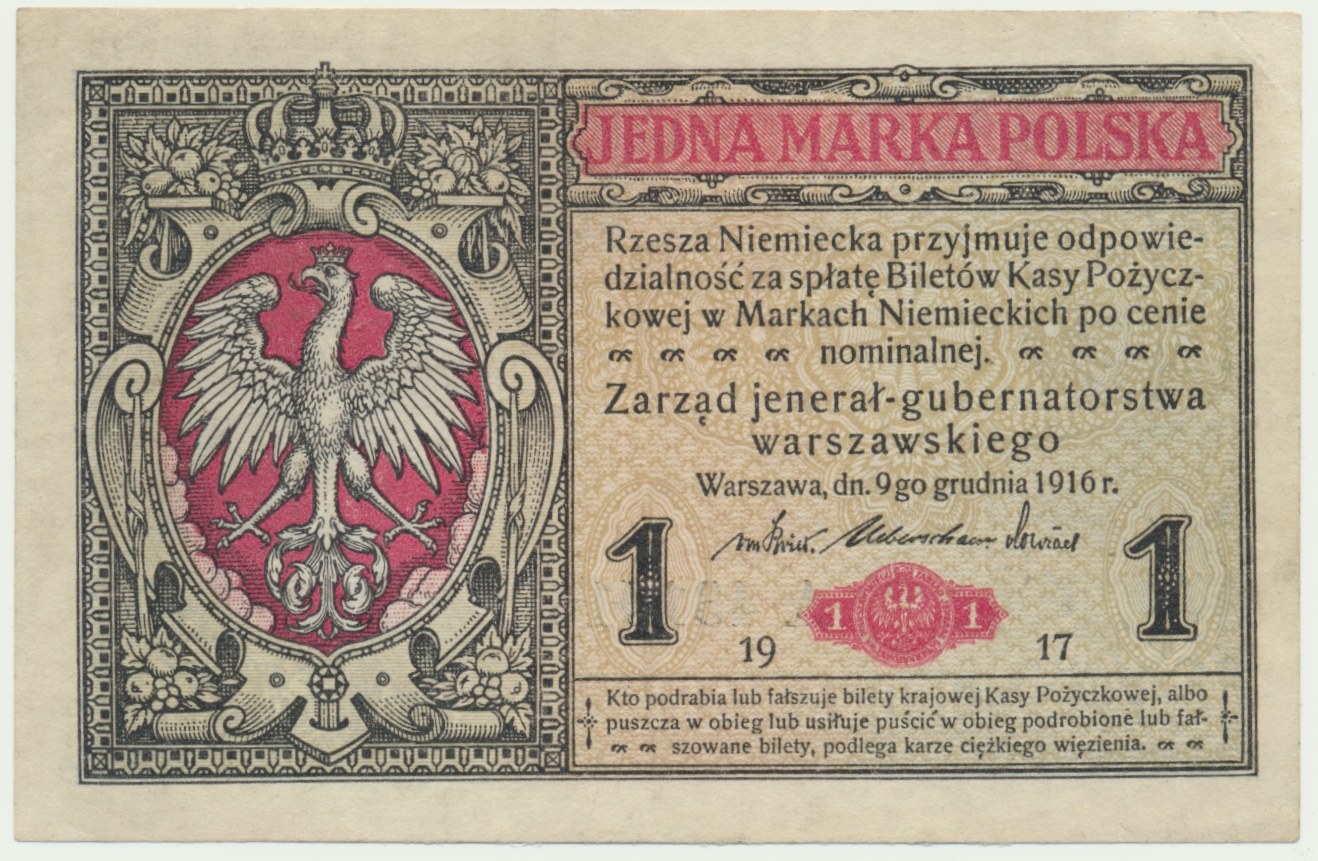 JEDNA MARKA POLSKA
Rzesza Niemiecka przyjmuje odpowie-
dzialność za spłatę Biletów Kasy Pożycz-
kowej w Markach Niemieckich po cenie
nominalnej.
Zarząd jenerał-gubernatorstwa
warszawskiego
Warszawa, dn. 9go grudnia 1916 r.
1 1
1 1
19 17
Kto podrabia lub fałszuje bilety krajowej Kasy Pożyczkowej, albo
puszcza w obieg lub usiłuje puścić w obieg podrobione lub fał-
szowane bilety, podlega karze ciężkiego więzienia.